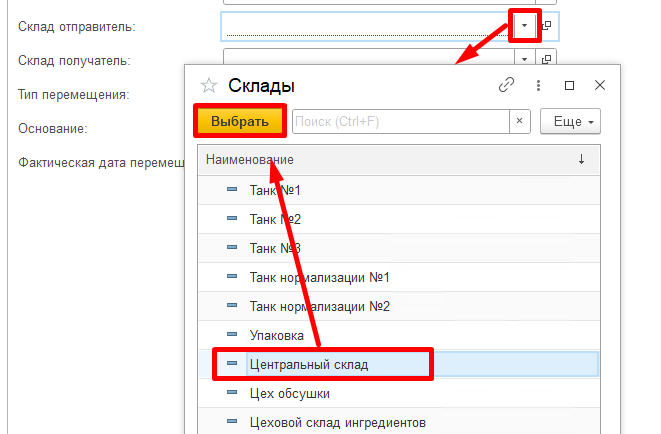 Склад отправитель:
Склад получатель:
Тип перемещения:
Основание:
Фактическая дата перемещ
Склады
Выбрать
Поиск (Ctrl+F)
Еще
Наименование
Танк №1
Танк №2
Танк №3
Танк нормализации №1
Танк нормализации №2
Упаковка
Центральный склад
Цех обсушки
Цеховой склад ингредиентов